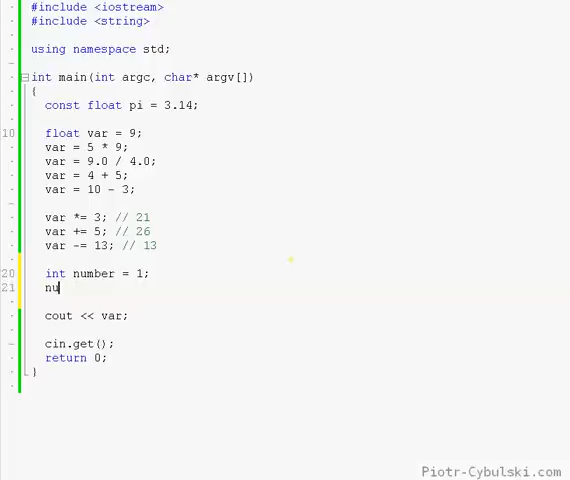 #include <iostream>
#include <string>
using namespace std;
int main(int argc, char* argv[])
{
const float pi = 3.14;
10 float var = 9;
var = 5 * 9;
var = 9.0 / 4.0;
var = 4 + 5;
var = 10 - 3;
var *= 3; // 21
var += 5; // 26
var -= 13; // 13
20 int number = 1;
21 nu
cout << var;
cin.get();
return 0;
}
Piotr-Cybulski.com